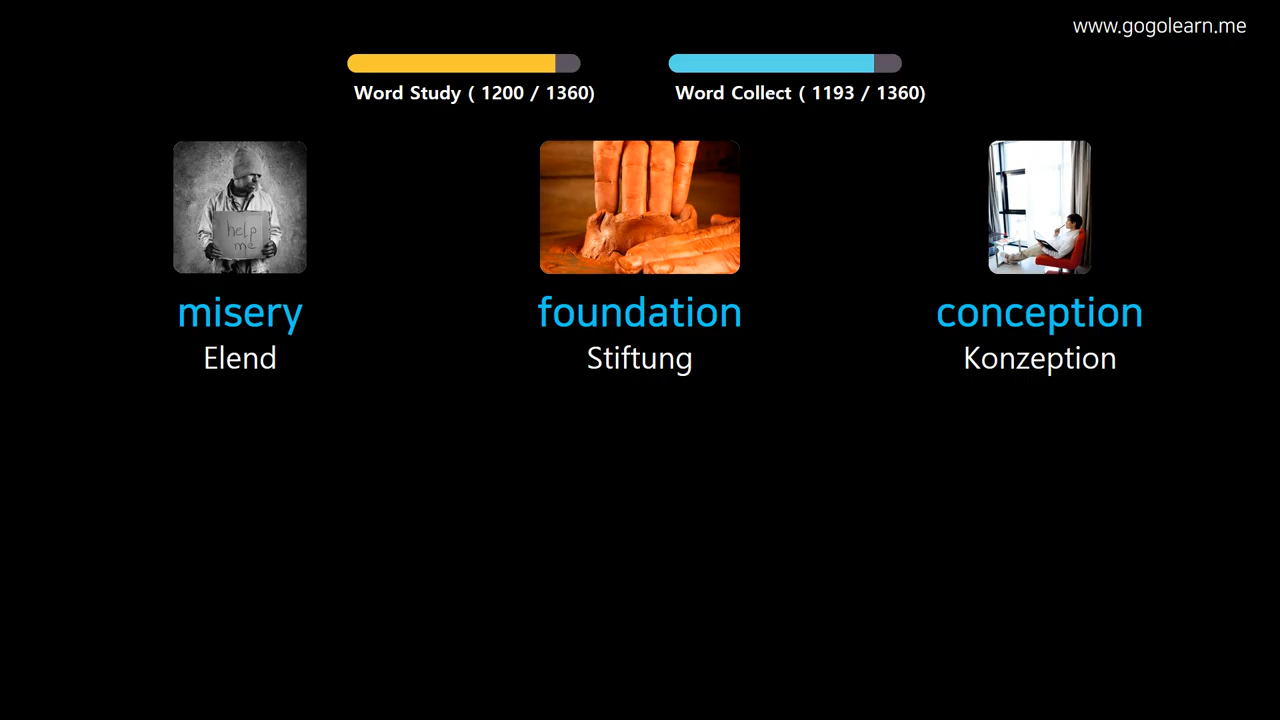 www.gogolearn.me
Word Study ( 1200 / 1360)
Word Collect ( 1193 / 1360)
help
me
misery
foundation
conception
Elend
Stiftung
Konzeption